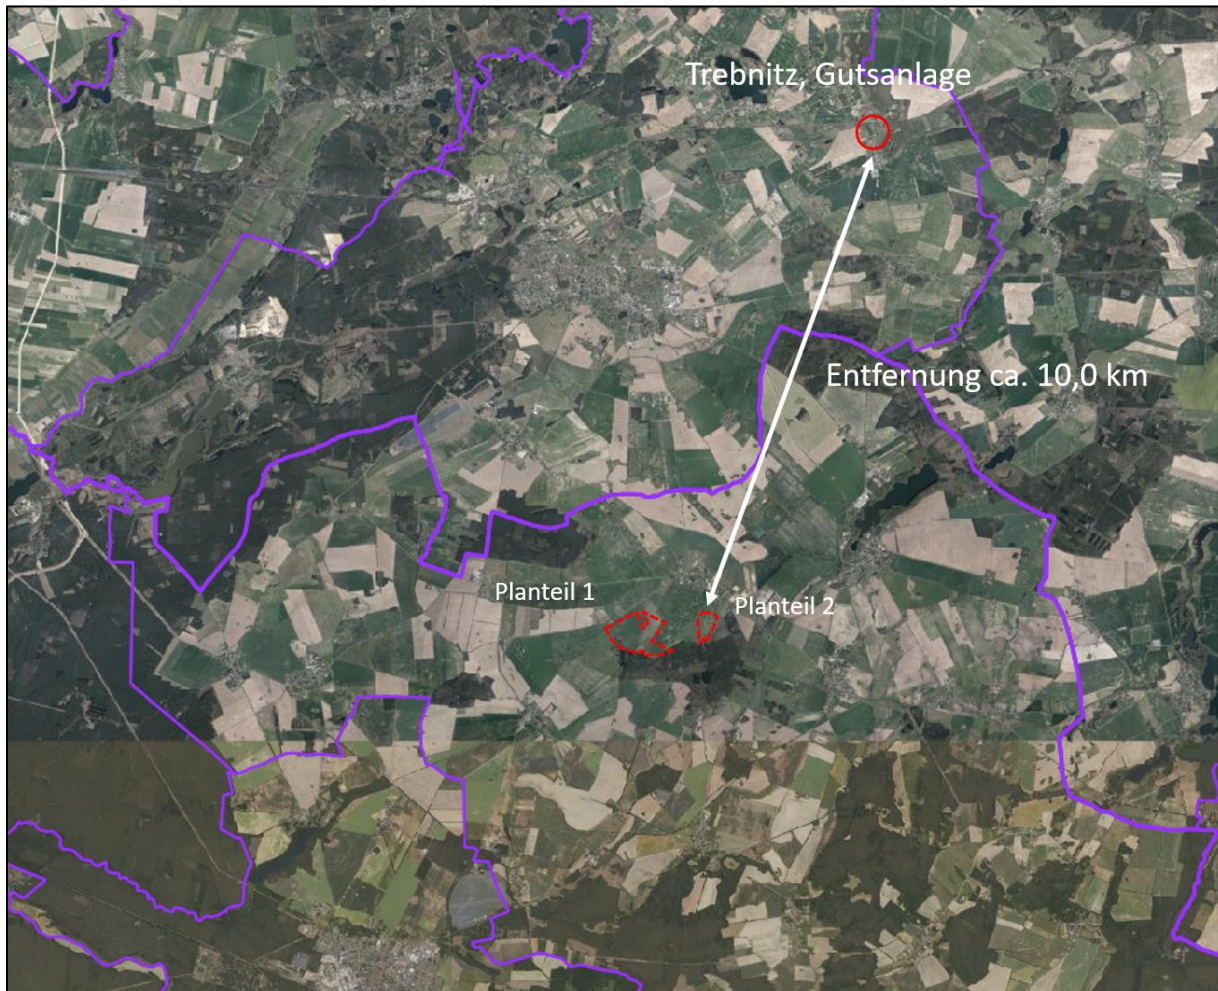 Trebnitz, Gutsanlage
Entfernung ca. 10,0 km
Planteil 1
Planteil 2